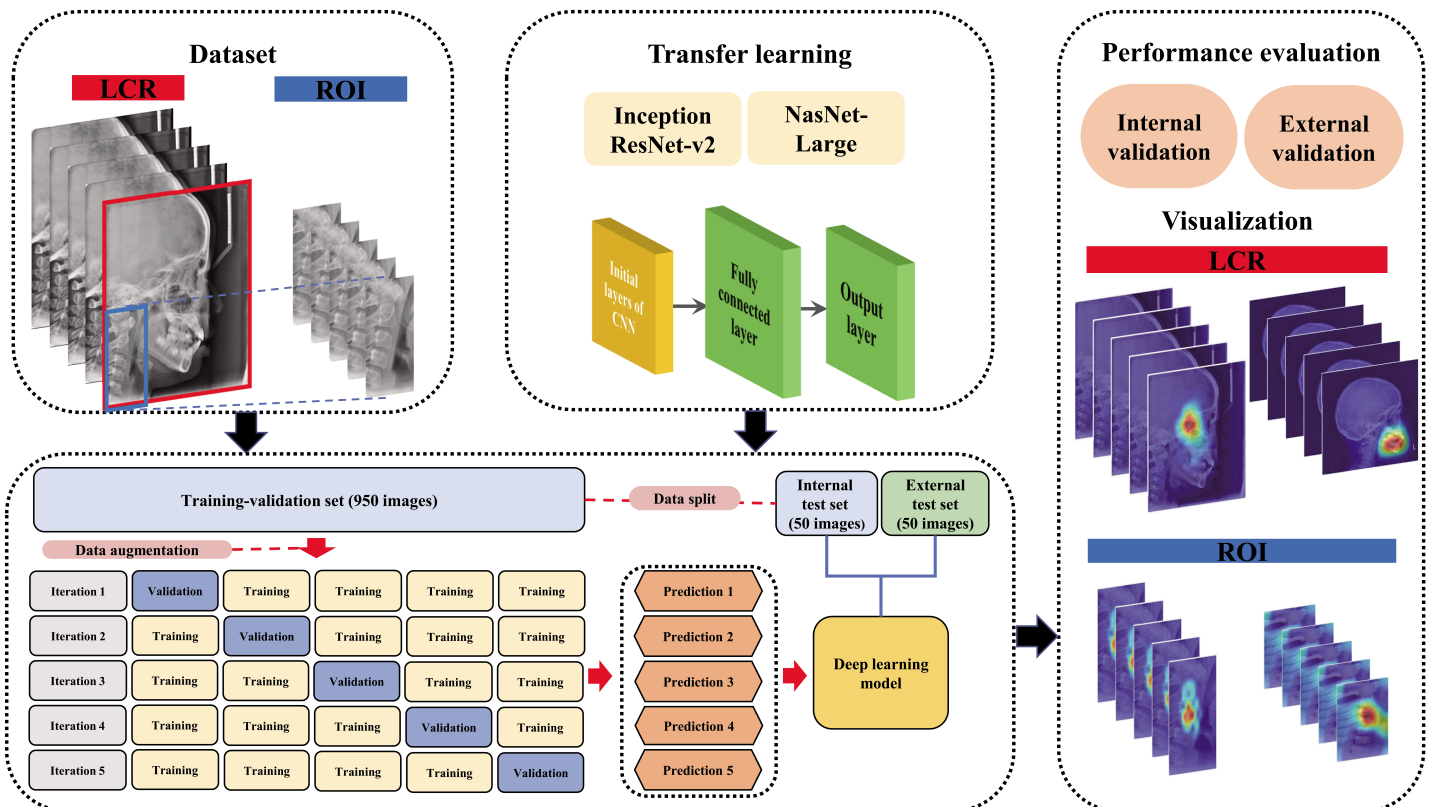 Dataset
LCR
ROI
Transfer learning
Inception
ResNet-v2
NasNet-
Large
Initial
layers of
CNN
Fully
connected
layer
Output
layer
Performance evaluation
Internal
validation
External
validation
Visualization
LCR
ROI
Training-validation set (950 images)
Data split
Internal
test set
(50 images)
External
test set
(50 images)
Data augmentation
Iteration 1 Validation Training Training Training Training
Iteration 2 Training Validation Training Training Training
Iteration 3 Training Training Validation Training Training
Iteration 4 Training Training Training Validation Training
Iteration 5 Training Training Training Training Validation
Prediction 1
Prediction 2
Prediction 3
Prediction 4
Prediction 5
Deep learning
model